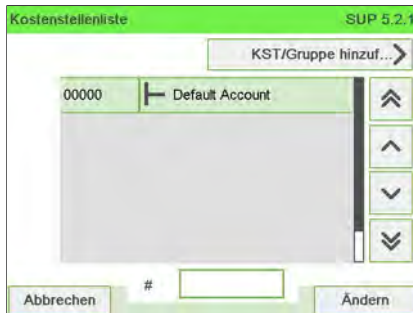 Kostenstellenliste SUP 5.2.1
KST/Gruppe hinzuf...
00000 Default Account
#
Abbrechen Ändern